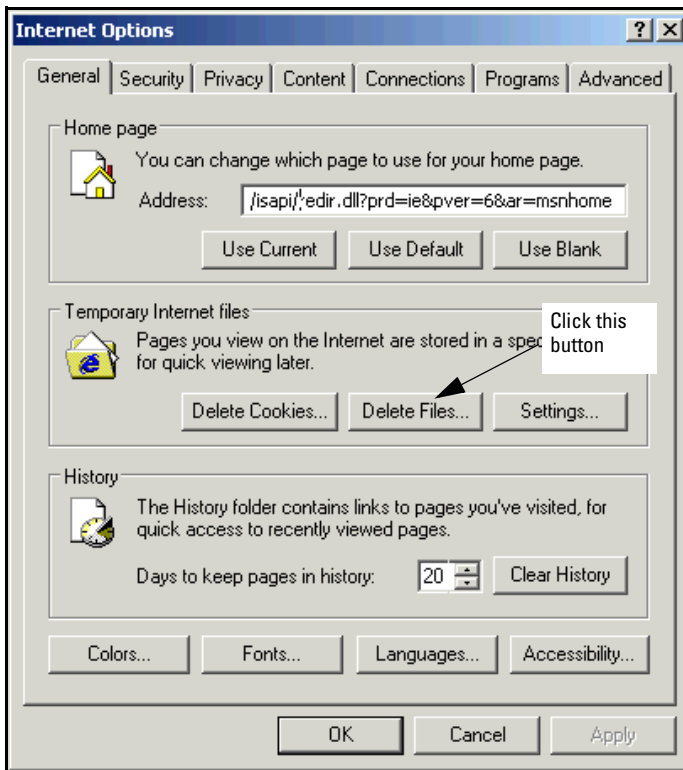 Internet Options
General Security Privacy Content Connections Programs Advanced
Home page
You can change which page to use for your home page.
Address: /isapi/redir.dll?prd=ie&pver=6&ar=msnhome
Use Current Use Default Use Blank
Temporary Internet files
Pages you view on the Internet are stored in a spec
for quick viewing later.
Click this
button
Delete Cookies... Delete Files... Settings...
History
The History folder contains links to pages you've visited, for
quick access to recently viewed pages.
Days to keep pages in history: 20 Clear History
Colors... Fonts... Languages... Accessibility...
OK Cancel Apply